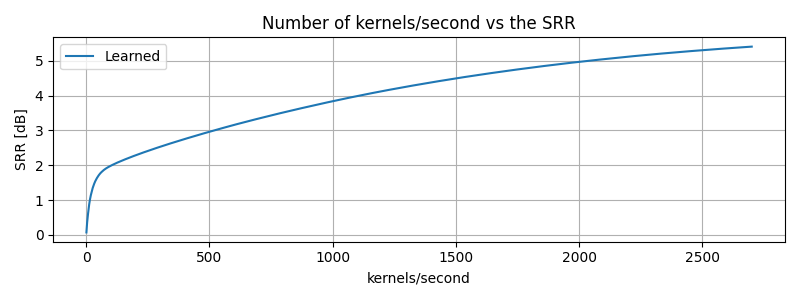 Number of kernels/second vs the SRR
Learned
SRR [dB]
5
4
3
2
1
0
0 500 1000 1500 2000 2500
kernels/second